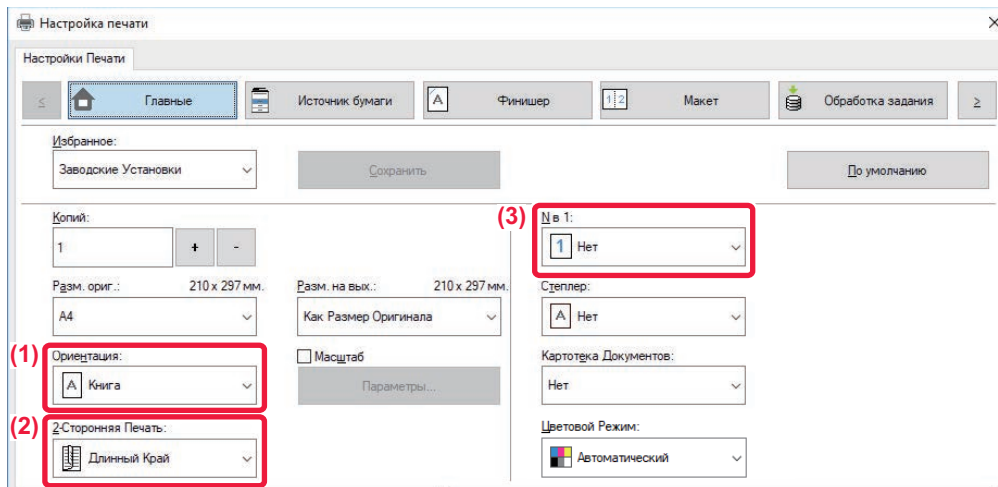 Настройка печати
Настройки Печати
≤ Главные Источник бумаги A Финишер 1 2 Макет Обработка задания ≥
Избранное:
Заводские Установки Сохранить По умолчанию
Копий: (3) N в 1:
1 + - 1 Нет
Разм. ориг.: 210 x 297 мм. Разм. на вых.: 210 x 297 мм. Степлер:
A4 Как Размер Оригинала A Нет
(1) Ориентация: Масштаб Картотека Документов:
A Книга Параметры... Нет
(2) 2-Сторонняя Печать: Цветовой Режим:
Длинный Край Автоматический